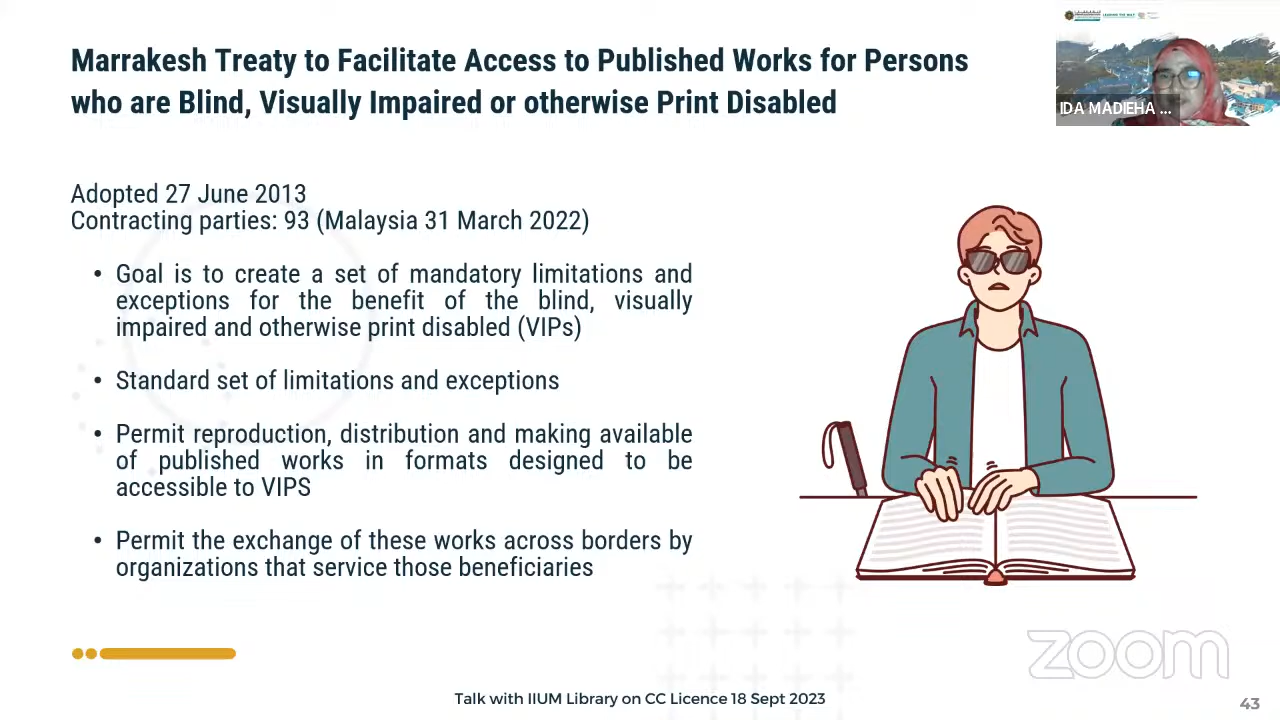 Marrakesh Treaty to Facilitate Access to Published Works for Persons
who are Blind, Visually Impaired or otherwise Print Disabled
IDA MADIEHA ...
Adopted 27 June 2013
Contracting parties: 93 (Malaysia 31 March 2022)
• Goal is to create a set of mandatory limitations and
exceptions for the benefit of the blind, visually
impaired and otherwise print disabled (VIPs)
• Standard set of limitations and exceptions
• Permit reproduction, distribution and making available
of published works in formats designed to be
accessible to VIPS
• Permit the exchange of these works across borders by
organizations that service those beneficiaries
zoom
Talk with IIUM Library on CC Licence 18 Sept 2023
43